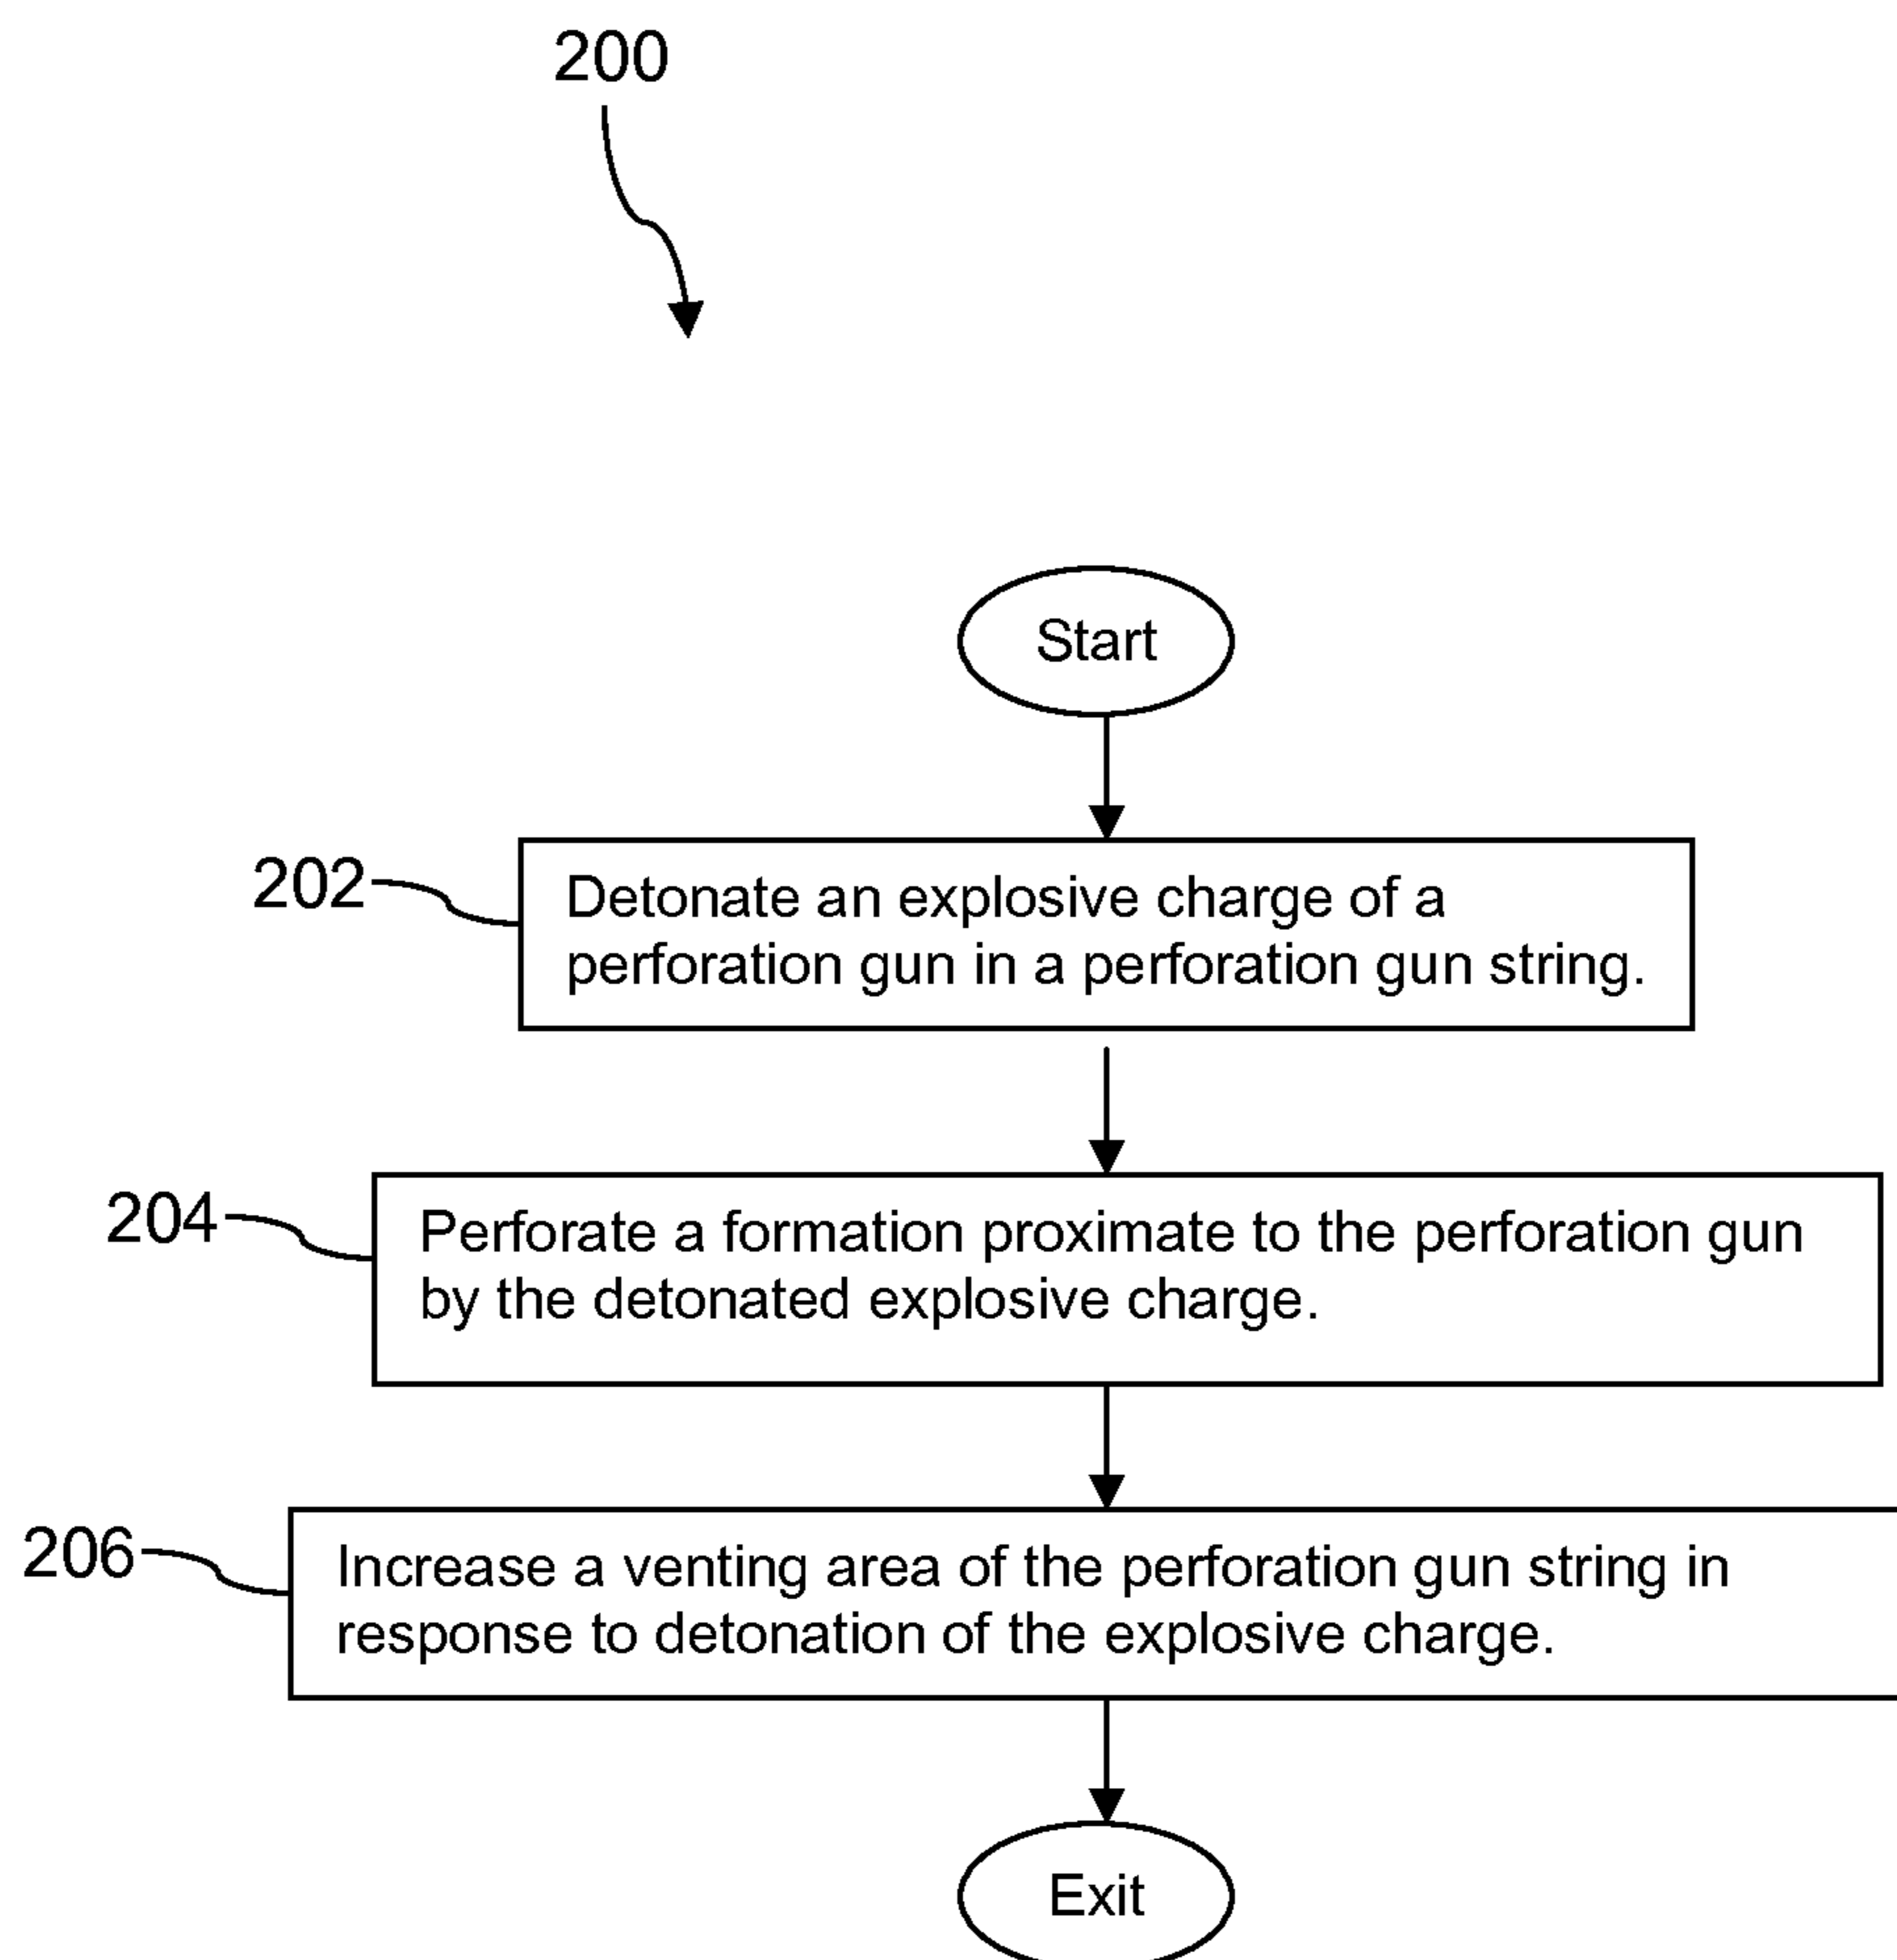 200
Start
202
Detonate an explosive charge of a
perforation gun in a perforation gun string.
204
Perforate a formation proximate to the perforation gun
by the detonated explosive charge.
206
Increase a venting area of the perforation gun string in
response to detonation of the explosive charge.
Exit